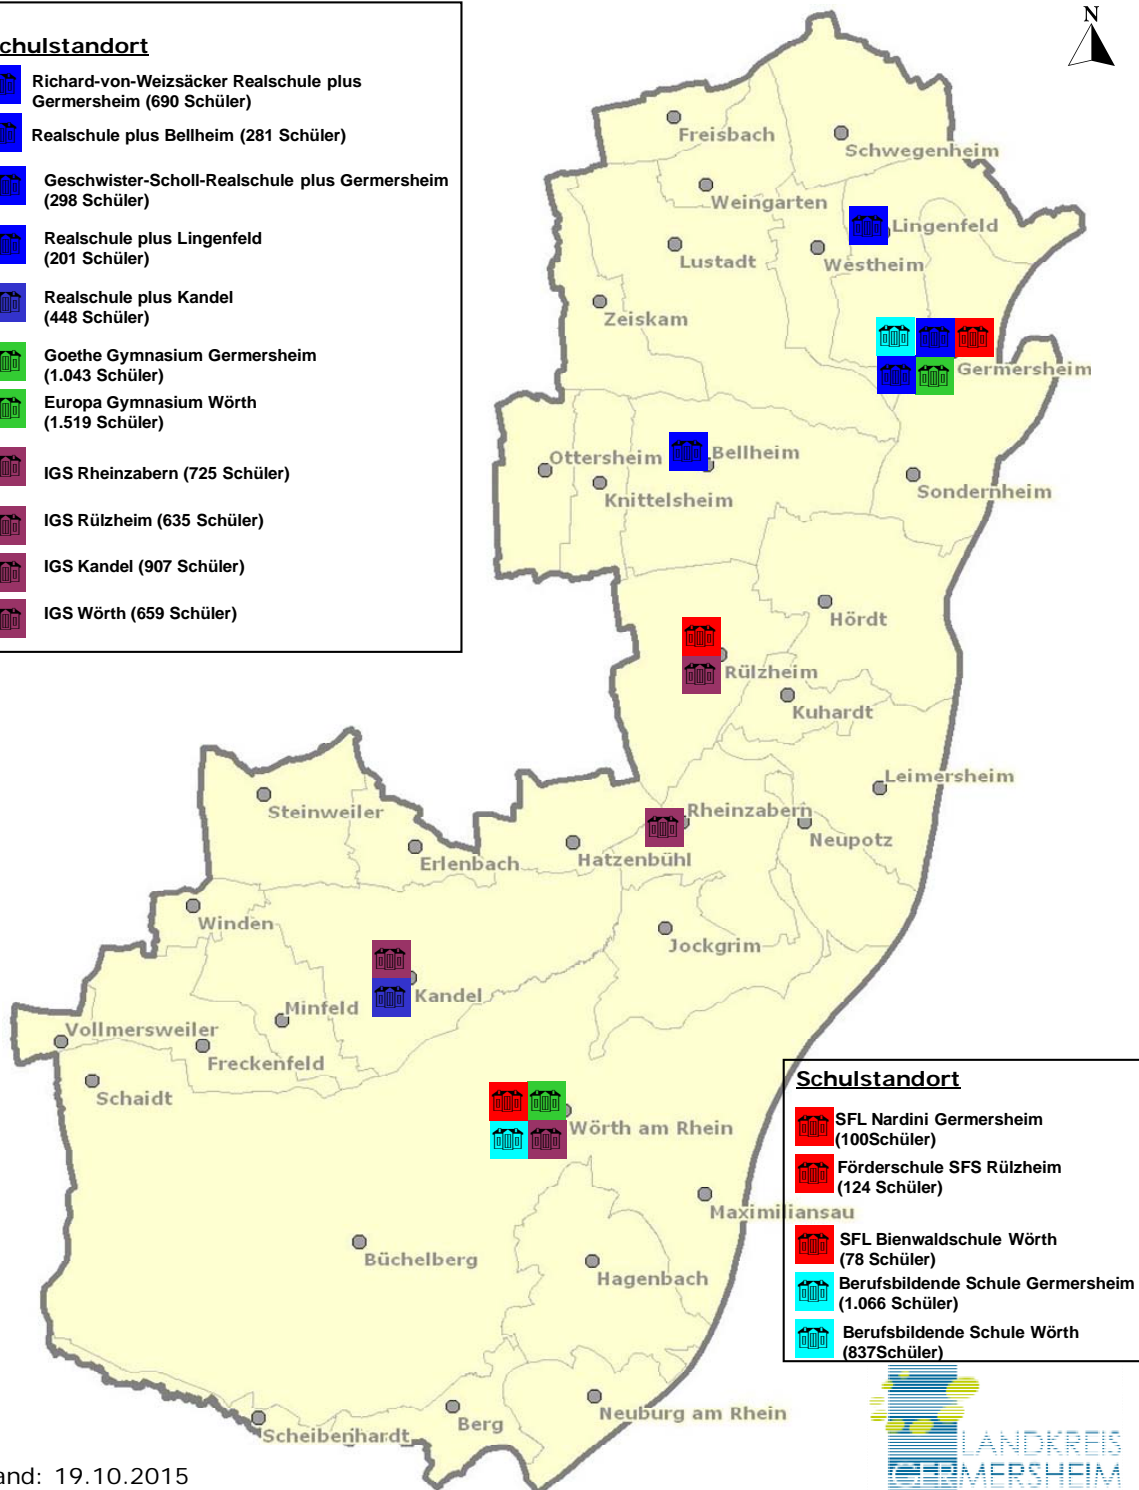 chulstandort
Richard-von-Weizsäcker Realschule plus
Germersheim (690 Schüler)
Realschule plus Bellheim (281 Schüler)
Geschwister-Scholl-Realschule plus Germersheim
(298 Schüler)
Realschule plus Lingenfeld
(201 Schüler)
Realschule plus Kandel
(448 Schüler)
Goethe Gymnasium Germersheim
(1.043 Schüler)
Europa Gymnasium Wörth
(1.519 Schüler)
IGS Rheinzabern (725 Schüler)
IGS Rülzheim (635 Schüler)
IGS Kandel (907 Schüler)
IGS Wörth (659 Schüler)
N
Freisbach
Schwegenheim
Weingarten
Lingenfeld
Lustadt
Westheim
Zeiskam
Germersheim
Ottersheim
Bellheim
Knittelsheim
Sondernheim
Hördt
Rülzheim
Kuhardt
Leimersheim
Steinweiler
Rheinzabern
Neupotz
Erlenbach
Hatzenbühl
Winden
Jockgrim
Kandel
Minfeld
Vollmersweiler
Freckenfeld
Schaidt
Wörth am Rhein
Maximiliansau
Büchelberg
Hagenbach
Neuburg am Rhein
Berg
Scheibenhardt
Schulstandort
SFL Nardini Germersheim
(100Schüler)
Förderschule SFS Rülzheim
(124 Schüler)
SFL Bienwaldschule Wörth
(78 Schüler)
Berufsbildende Schule Germersheim
(1.066 Schüler)
Berufsbildende Schule Wörth
(837Schüler)
LANDKREIS
GERMERSHEIM
and: 19.10.2015